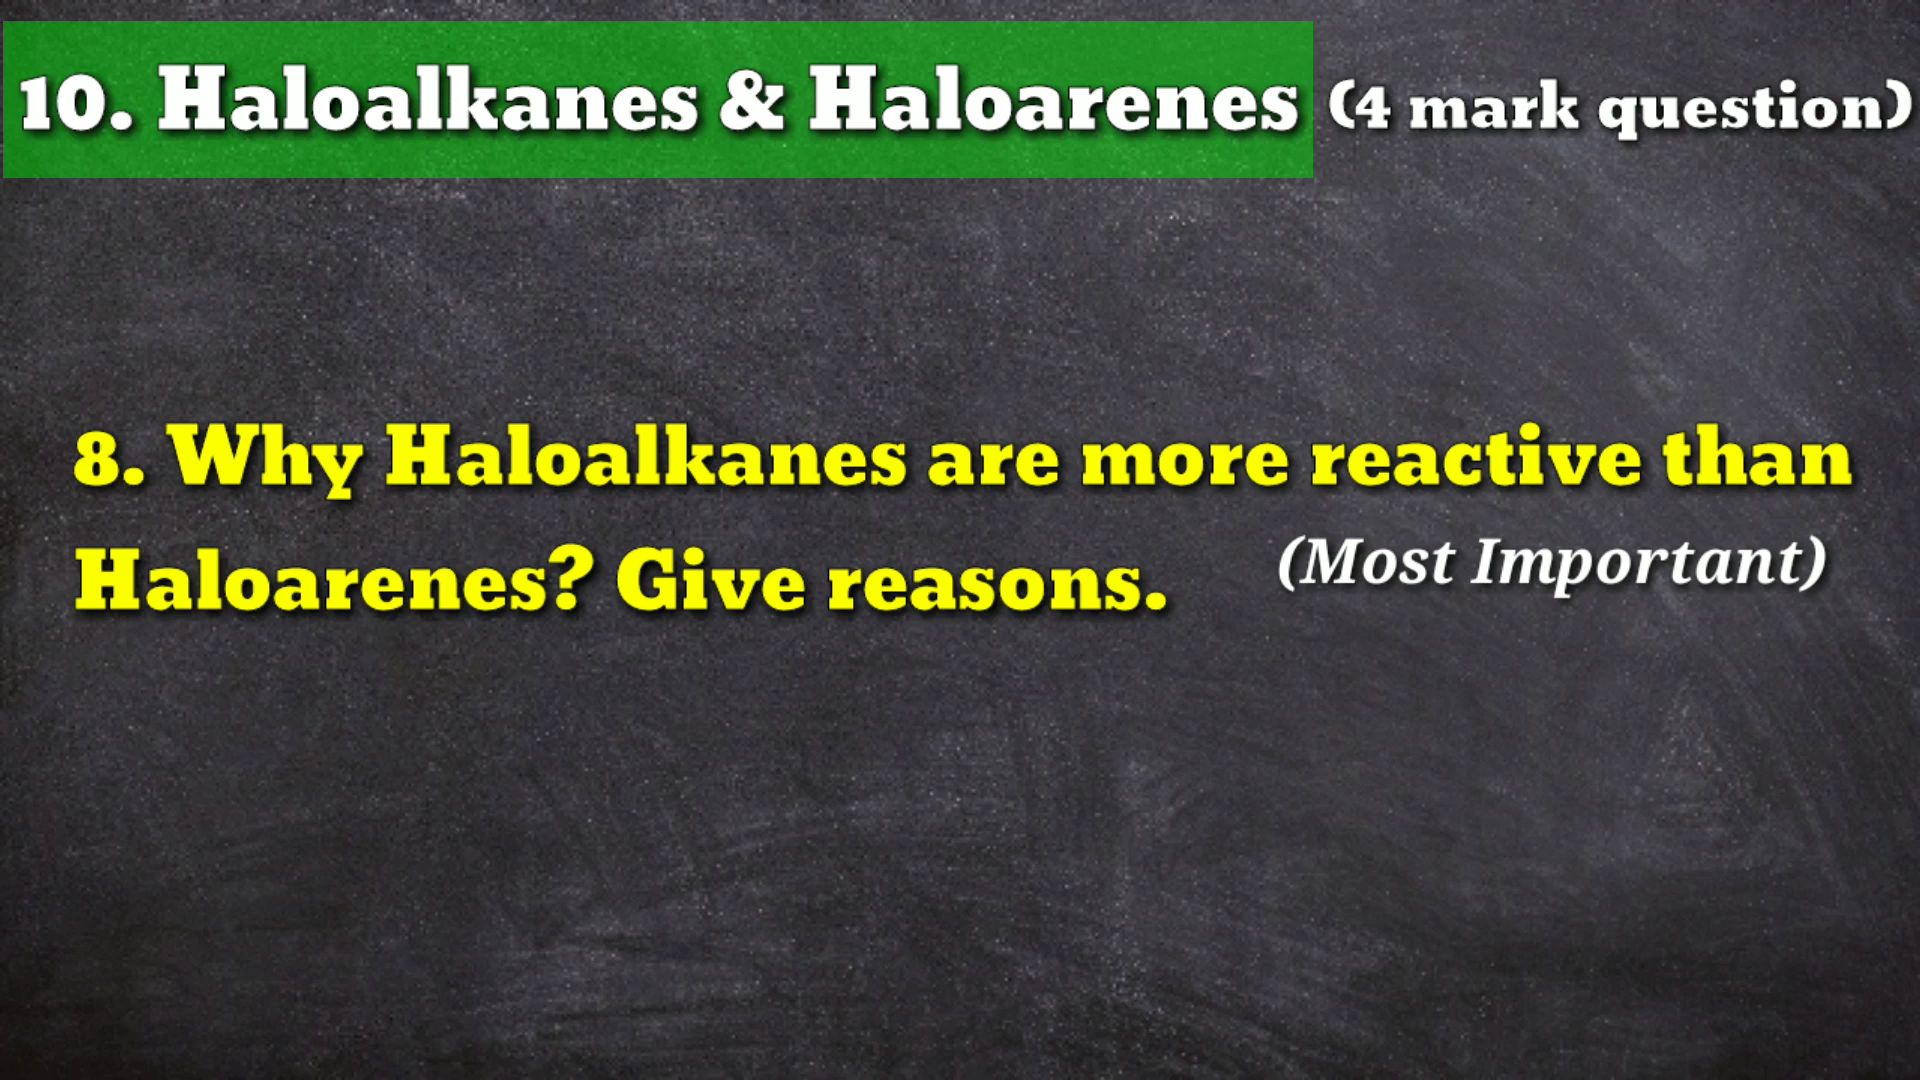 10. Haloalkanes & Haloarenes (4 mark question)
8. Why Haloalkanes are more reactive than
Haloarenes? Give reasons. (Most Important)